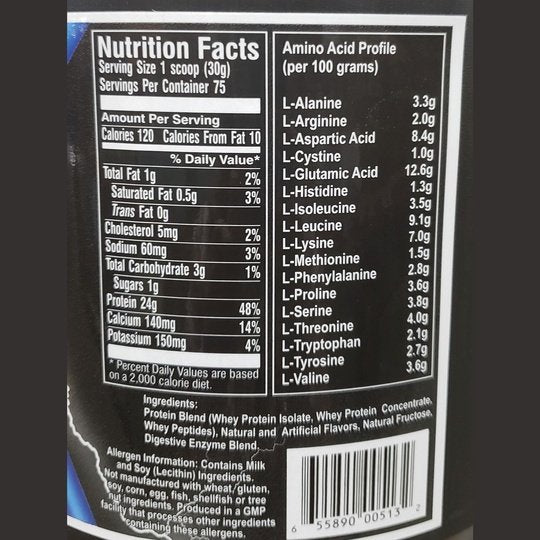 Nutrition Facts
Serving Size 1 scoop (30g)
Servings Per Container 75
Amount Per Serving
Calories 120 Calories From Fat 10
% Daily Value*
Total Fat 1g 2%
Saturated Fat 0.5g 3%
Trans Fat 0g
Cholesterol 5mg 2%
Sodium 60mg 3%
Total Carbohydrate 3g 1%
Sugars 1g
Protein 24g 48%
Calcium 140mg 14%
Potassium 150mg 4%
* Percent Daily Values are based
on a 2,000 calorie diet.
Amino Acid Profile
(per 100 grams)
L-Alanine 3.3g
L-Arginine 2.0g
L-Aspartic Acid 8.4g
L-Cystine 1.0g
L-Glutamic Acid 12.6g
L-Histidine 1.3g
L-Isoleucine 3.5g
L-Leucine 9.1g
L-Lysine 7.0g
L-Methionine 1.5g
L-Phenylalanine 2.8g
L-Proline 3.6g
L-Serine 3.8g
L-Threonine 4.0g
L-Tryptophan 2.1g
L-Tyrosine 2.7g
L-Valine 3.6g
Ingredients:
Protein Blend (Whey Protein Isolate, Whey Protein Concentrate,
Whey Peptides), Natural and Artificial Flavors, Natural Fructose,
Digestive Enzyme Blend.
Allergen Information: Contains Milk
and Soy (Lecithin) Ingredients.
Not manufactured with wheat/gluten,
soy, corn, egg, fish, shellfish or tree
nut ingredients. Produced in a GMP
facility that processes other ingredients
containing these allergens.
6 55890 00513 2